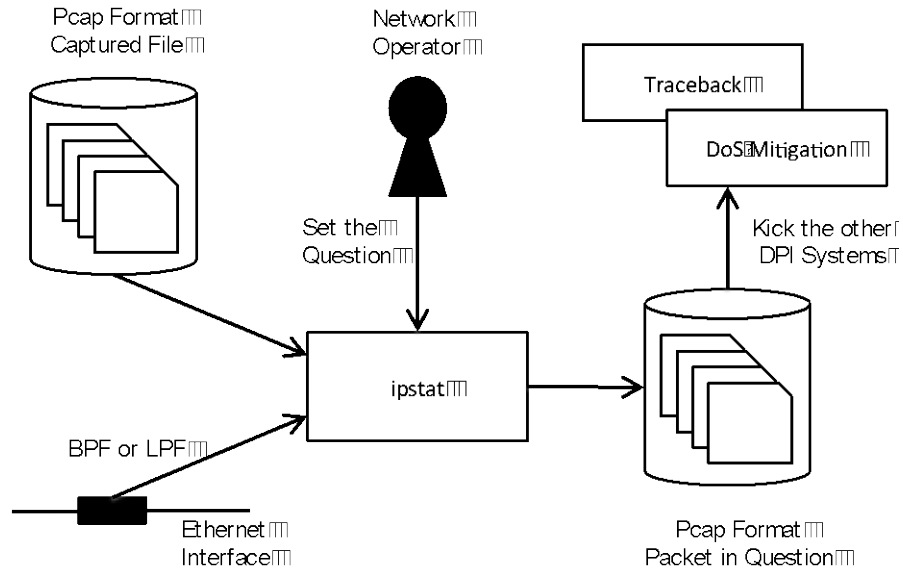 Pcap Format
Captured File
Network
Operator
Traceback
DoS Mitigation
Set the
Question
Kick the other
DPI Systems
ipstat
BPF or LPF
Ethernet
Interface
Pcap Format
Packet in Question